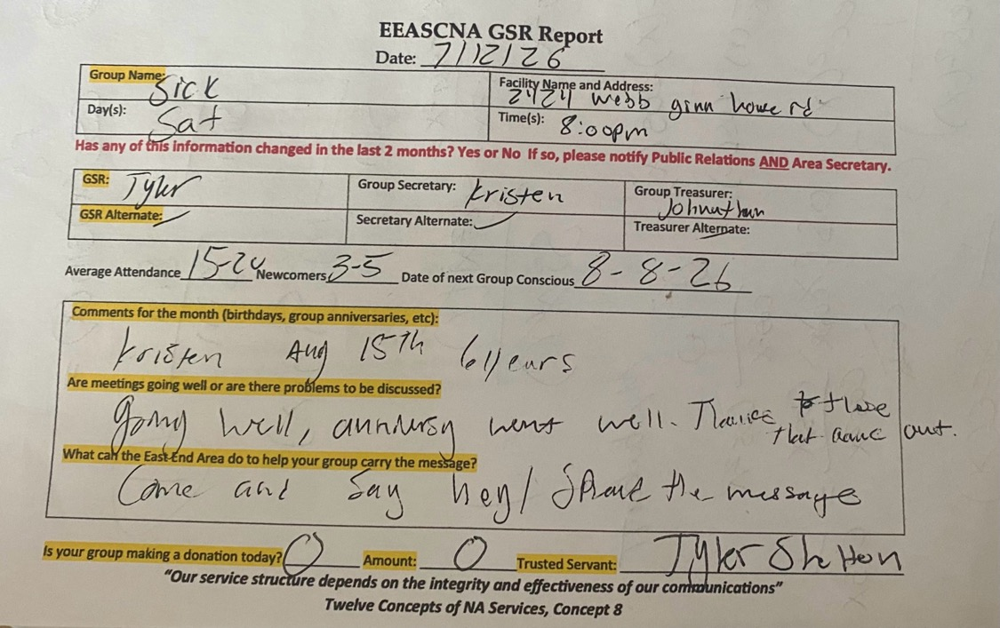 EEASCNA GSR Report
Date: 7/12/26
Group Name: Sick
Facility Name and Address: 2424 Webb ginn house rd
Day(s): Sat
Time(s): 8:00pm
Has any of this information changed in the last 2 months? Yes or No If so, please notify Public Relations AND Area Secretary.
GSR: Tyler
Group Secretary: Kristen
Group Treasurer: Johnathan
GSR Alternate:
Secretary Alternate:
Treasurer Alternate:
Average Attendance 15-20 Newcomers 3-5 Date of next Group Conscious 8-8-26
Comments for the month (birthdays, group anniversaries, etc):
Kristen Aug 15th 6 years
Are meetings going well or are there problems to be discussed?
going well, went well. to those
that came out.
What can the East End Area do to help your group carry the message?
Come and Say hey/ the message
Is your group making a donation today? 0 Amount: 0 Trusted Servant: Tyler Shelton
"Our service structure depends on the integrity and effectiveness of our communications"
Twelve Concepts of NA Services, Concept 8